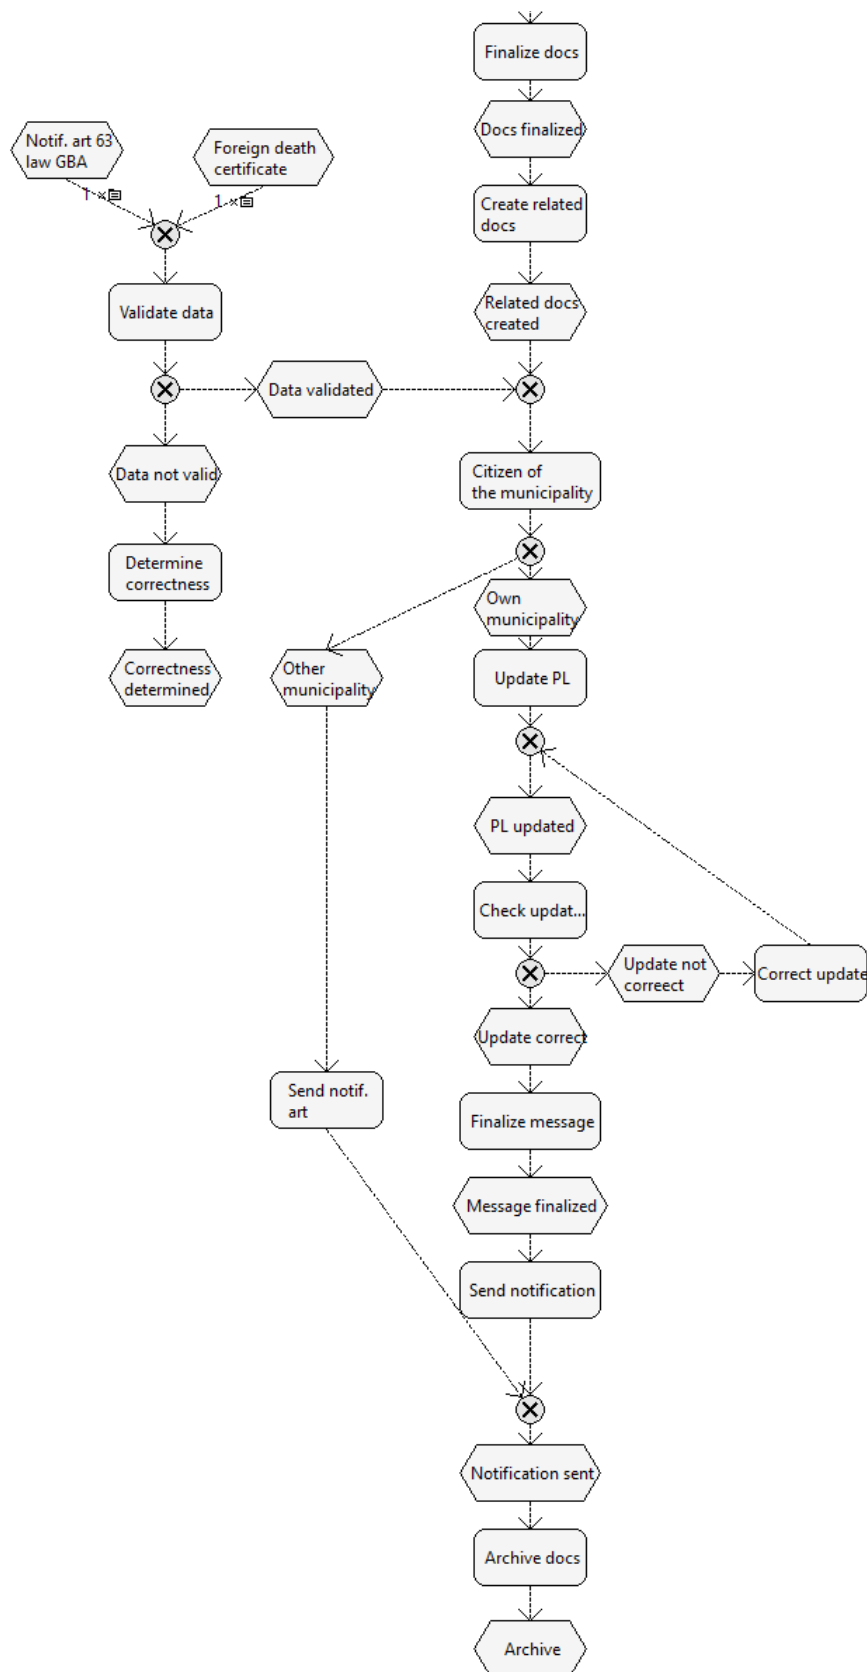 Finalize docs
Docs finalized
Notif. art 63
law GBA
Foreign death
certificate
1 ×
1 ×
Create related
docs
Validate data
Related docs
created
Data validated
Data not valid
Citizen of
the municipality
Determine
correctness
Own
municipality
Correctness
determined
Other
municipality
Update PL
PL updated
Check updat...
Update not
correect
Correct update
Update correct
Send notif.
art
Finalize message
Message finalized
Send notification
Notification sent
Archive docs
Archive